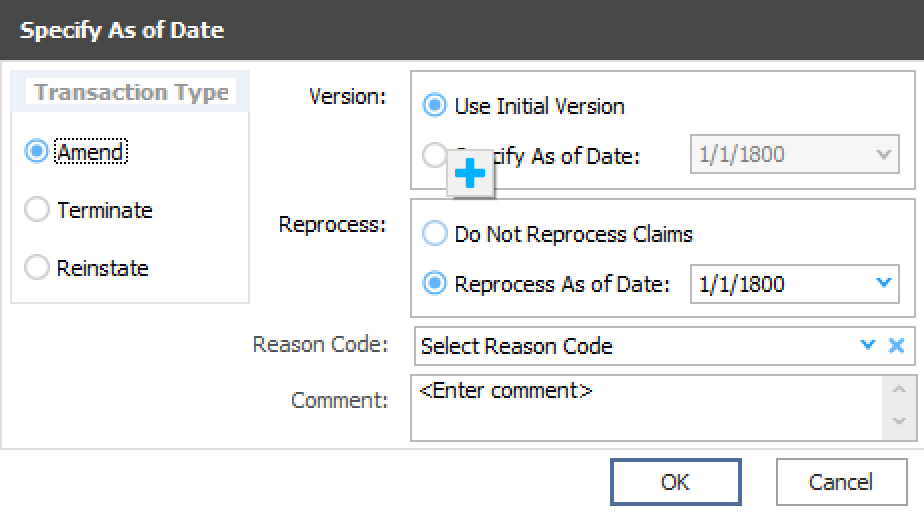 Specify As of Date
Transaction Type
Amend
Terminate
Reinstate
Version:
Use Initial Version
As of Date:
1/1/1800
Reprocess:
Do Not Reprocess Claims
Reprocess As of Date:
1/1/1800
Reason Code:
Select Reason Code
Comment:
<Enter comment>
OK
Cancel